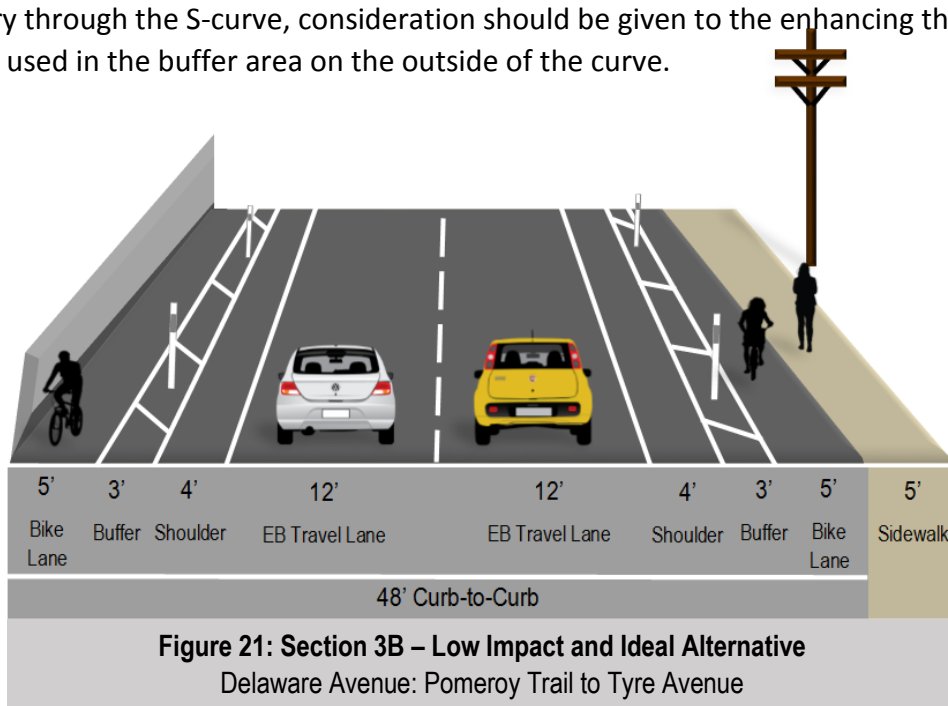 ry through the S-curve, consideration should be given to the enhancing th
used in the buffer area on the outside of the curve.
5’ 3’ 4’ 12’ 12’ 4’ 3’ 5’ 5’
Bike Buffer Shoulder EB Travel Lane EB Travel Lane Shoulder Buffer Bike Sidewalk
Lane Lane
48’ Curb-to-Curb
Figure 21: Section 3B – Low Impact and Ideal Alternative
Delaware Avenue: Pomeroy Trail to Tyre Avenue